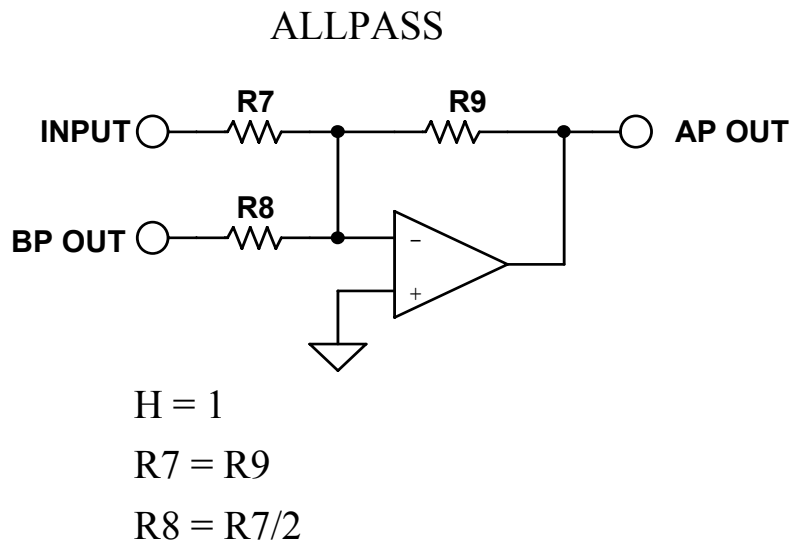 ALLPASS
R7
R9
INPUT
AP OUT
R8
BP OUT
−
+
H = 1
R7 = R9
R8 = R7/2